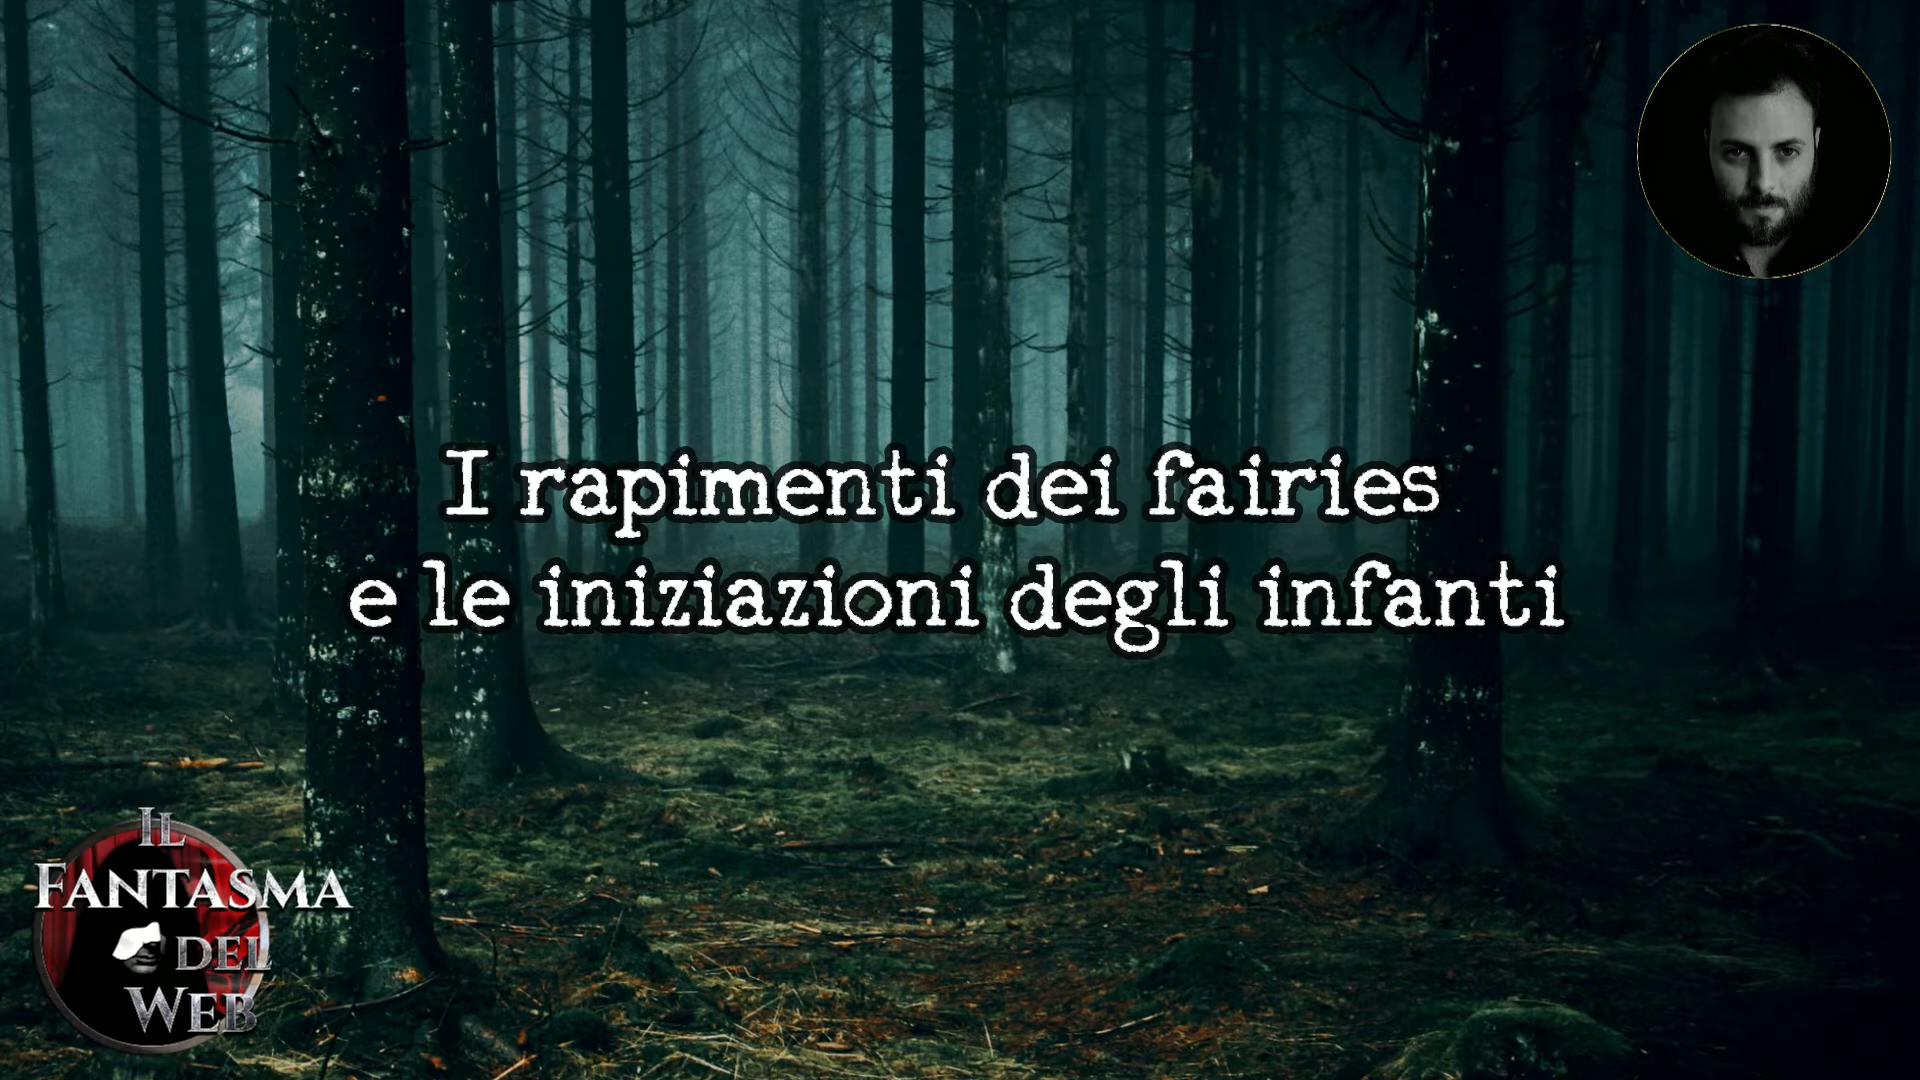 I rapimenti dei fairies
e le iniziazioni degli infanti
IL
FANTASMA
DEL
WEB